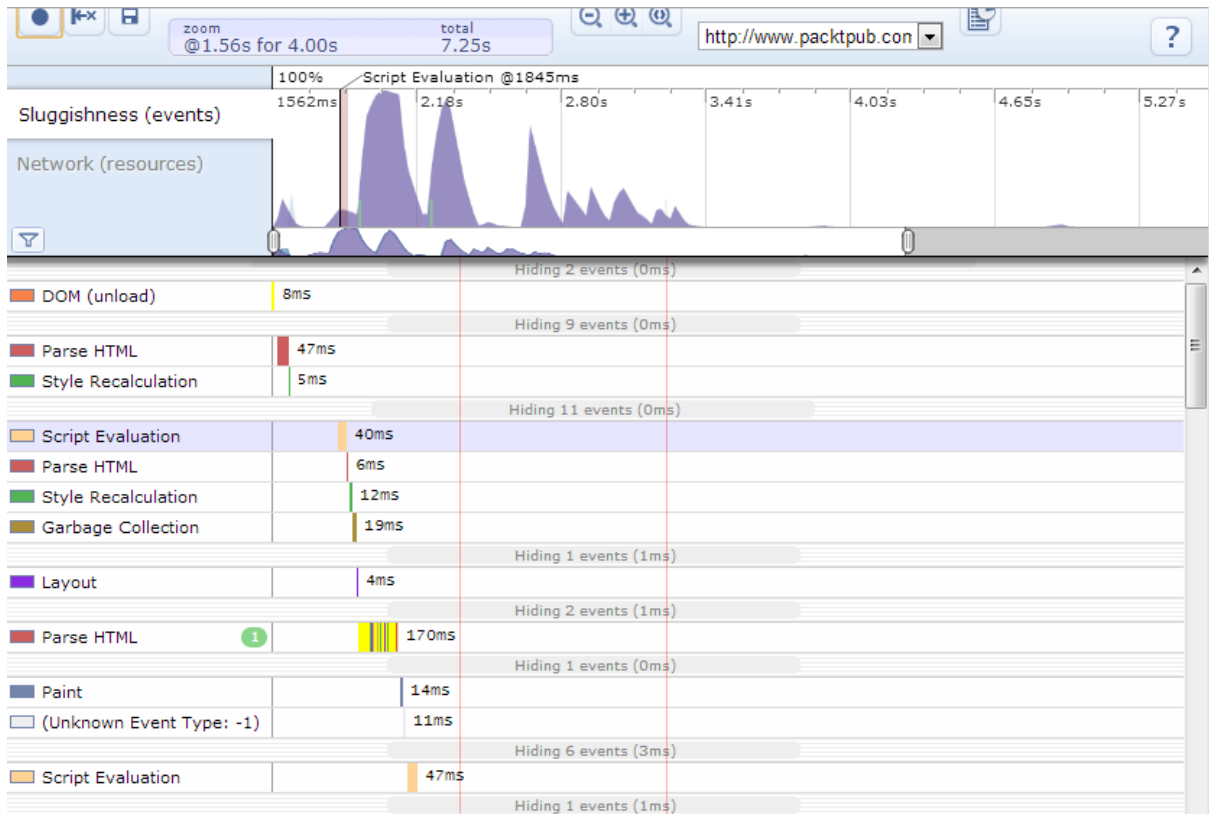 zoom total
@1.56s for 4.00s 7.25s
http://www.packtpub.con
?
100% Script Evaluation @1845ms
1562ms 2.18s 2.80s 3.41s 4.03s 4.65s 5.27s
Sluggishness (events)
Network (resources)
Hiding 2 events (0ms)
DOM (unload) 8ms
Hiding 9 events (0ms)
Parse HTML 47ms
Style Recalculation 5ms
Hiding 11 events (0ms)
Script Evaluation 40ms
Parse HTML 6ms
Style Recalculation 12ms
Garbage Collection 19ms
Hiding 1 events (1ms)
Layout 4ms
Hiding 2 events (1ms)
Parse HTML 1 170ms
Hiding 1 events (0ms)
Paint 14ms
(Unknown Event Type: -1) 11ms
Hiding 6 events (3ms)
Script Evaluation 47ms
Hiding 1 events (1ms)